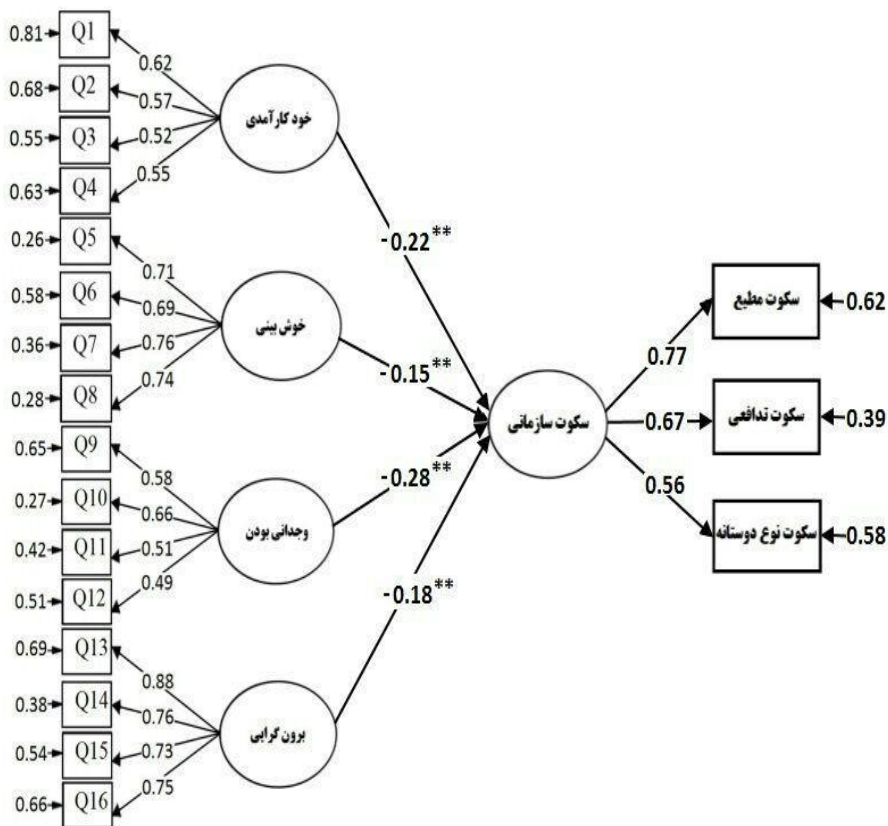 0.81 Q1 0.62
0.68 Q2 0.57
0.55 Q3 0.52
0.63 Q4 0.55
خود کارآمدی
-0.22**
0.26 Q5 0.71
0.58 Q6 0.69
0.36 Q7 0.76
0.28 Q8 0.74
خوش بینی
-0.15**
0.65 Q9 0.58
0.27 Q10 0.66
0.42 Q11 0.51
0.51 Q12 0.49
وجدانی بودن
-0.28**
0.69 Q13 0.88
0.38 Q14 0.76
0.54 Q15 0.73
0.66 Q16 0.75
برون گرایی
-0.18**
سکوت سازمانی
0.77 سکوت مطیع 0.62
0.67 سکوت تدافعی 0.39
0.56 سکوت نوع دوستانه 0.58